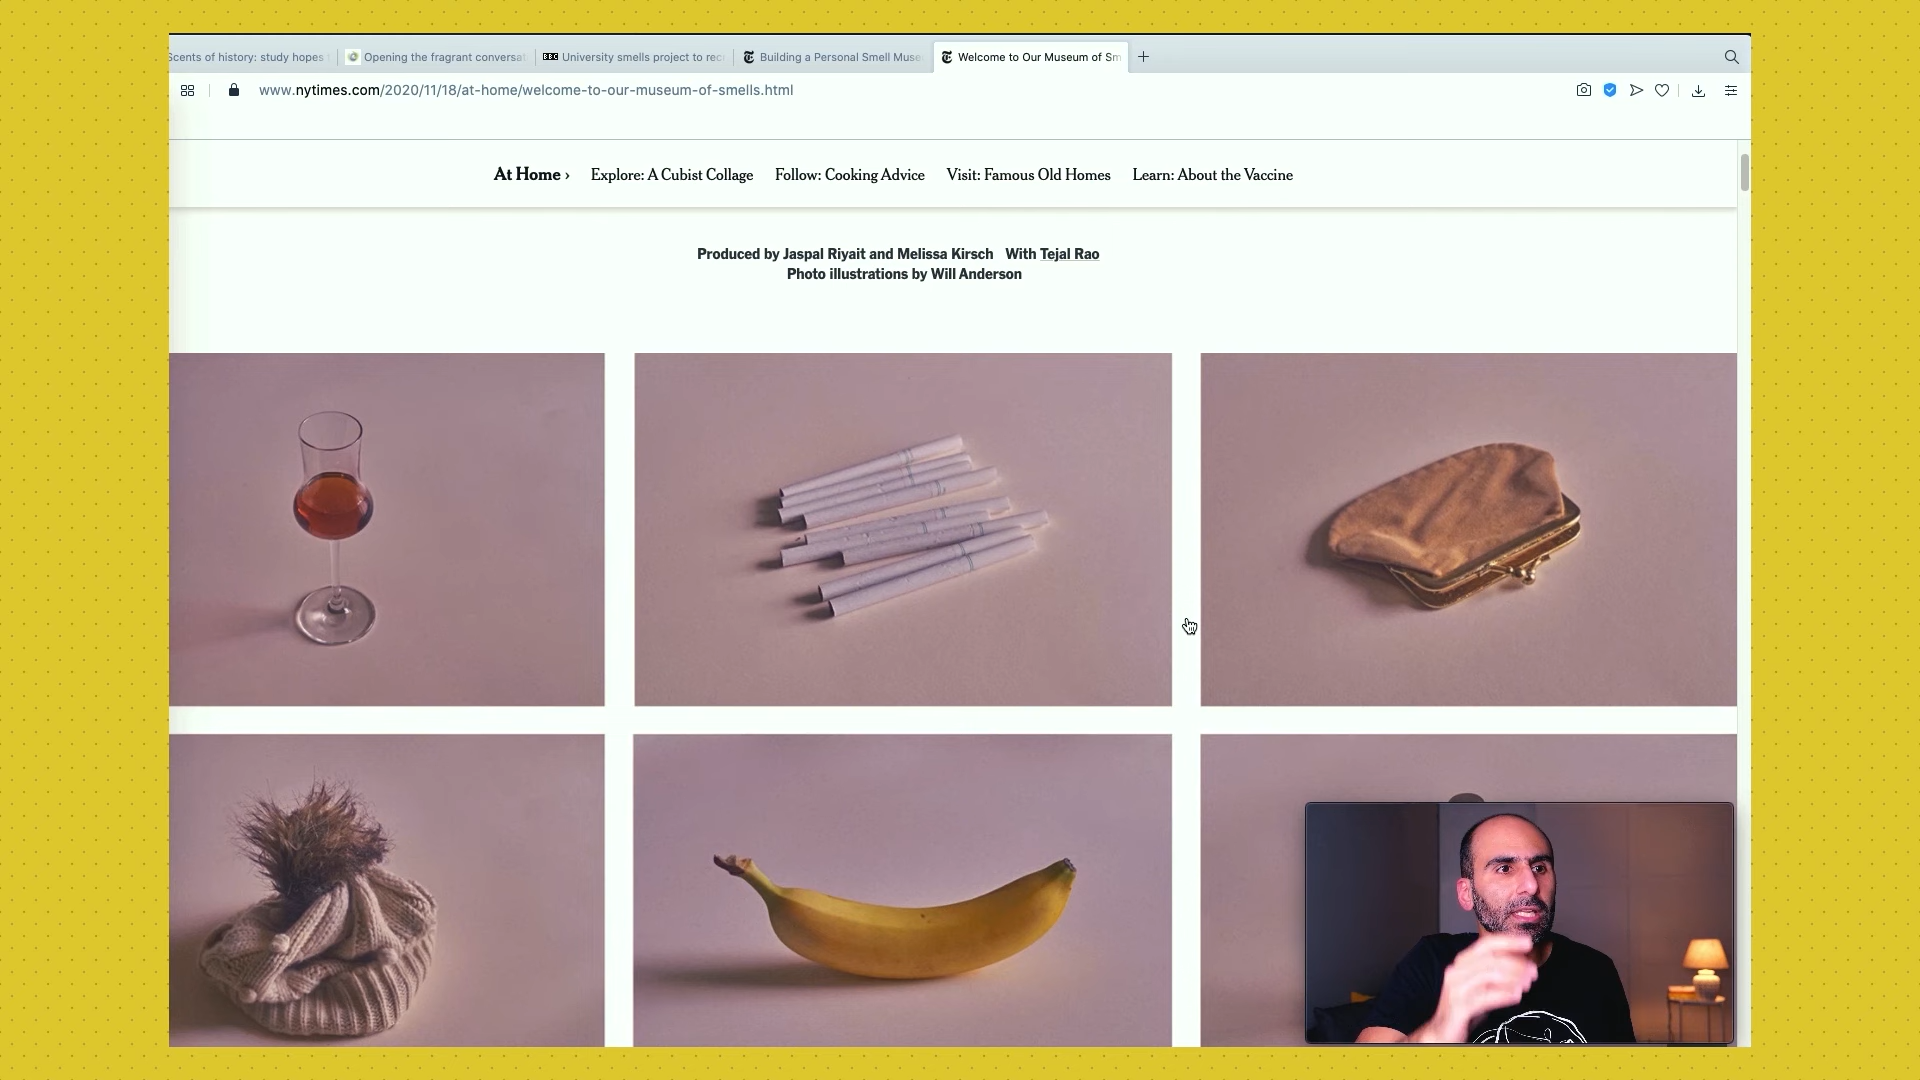 Scents of history: study hopes t
Opening the fragrant conversat
BBC University smells project to rec
Building a Personal Smell Muse
Welcome to Our Museum of Sm
www.nytimes.com/2020/11/18/at-home/welcome-to-our-museum-of-smells.html
At Home › Explore: A Cubist Collage Follow: Cooking Advice Visit: Famous Old Homes Learn: About the Vaccine
Produced by Jaspal Riyait and Melissa Kirsch With Tejal Rao
Photo illustrations by Will Anderson